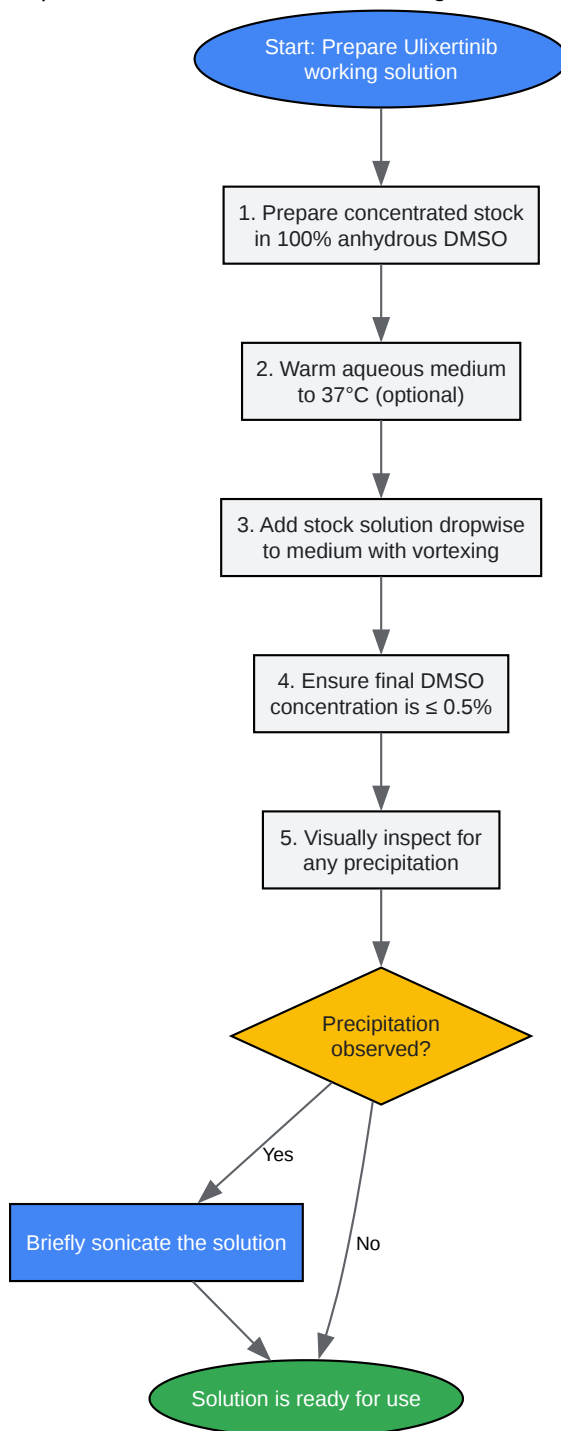 Start: Prepare Ulixertinib
working solution
1. Prepare concentrated stock
in 100% anhydrous DMSO
2. Warm aqueous medium
to 37°C (optional)
3. Add stock solution dropwise
to medium with vortexing
4. Ensure final DMSO
concentration is ≤ 0.5%
5. Visually inspect for
any precipitation
Precipitation
observed?
Yes
Briefly sonicate the solution
No
Solution is ready for use